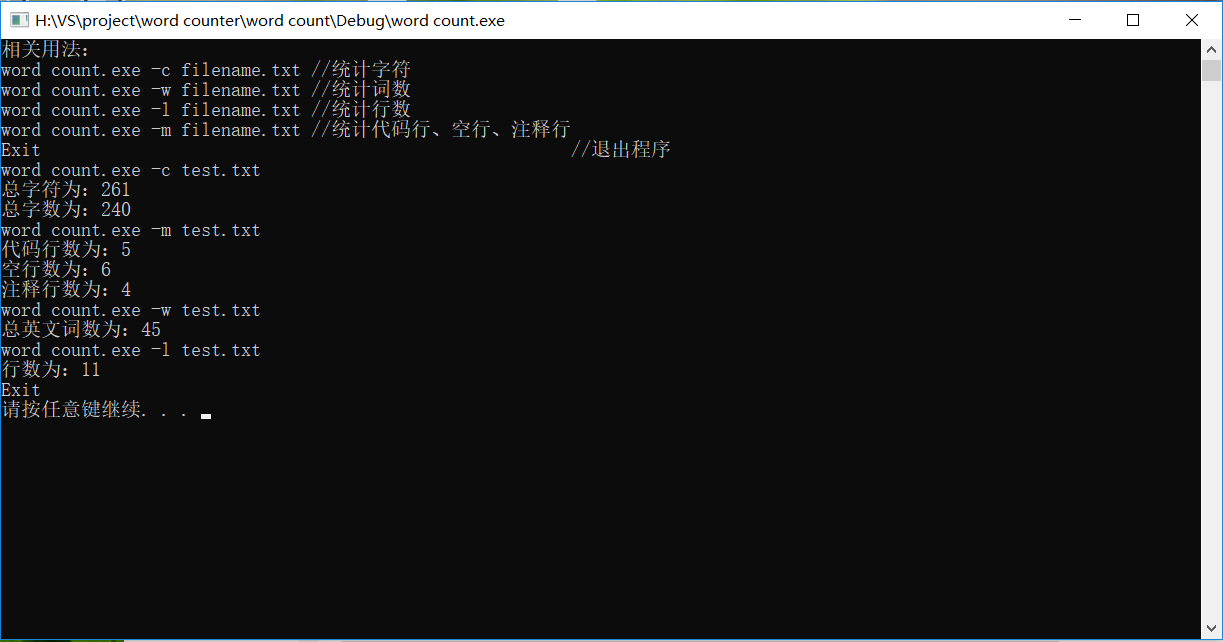 H:\VS\project\word counter\word count\Debug\word count.exe
相关用法：
word count.exe -c filename.txt //统计字符
word count.exe -w filename.txt //统计词数
word count.exe -l filename.txt //统计行数
word count.exe -m filename.txt //统计代码行、空行、注释行
Exit //退出程序
word count.exe -c test.txt
总字符为：261
总字数为：240
word count.exe -m test.txt
代码行数为：5
空行数为：6
注释行数为：4
word count.exe -w test.txt
总英文词数为：45
word count.exe -l test.txt
行数为：11
Exit
请按任意键继续. . .